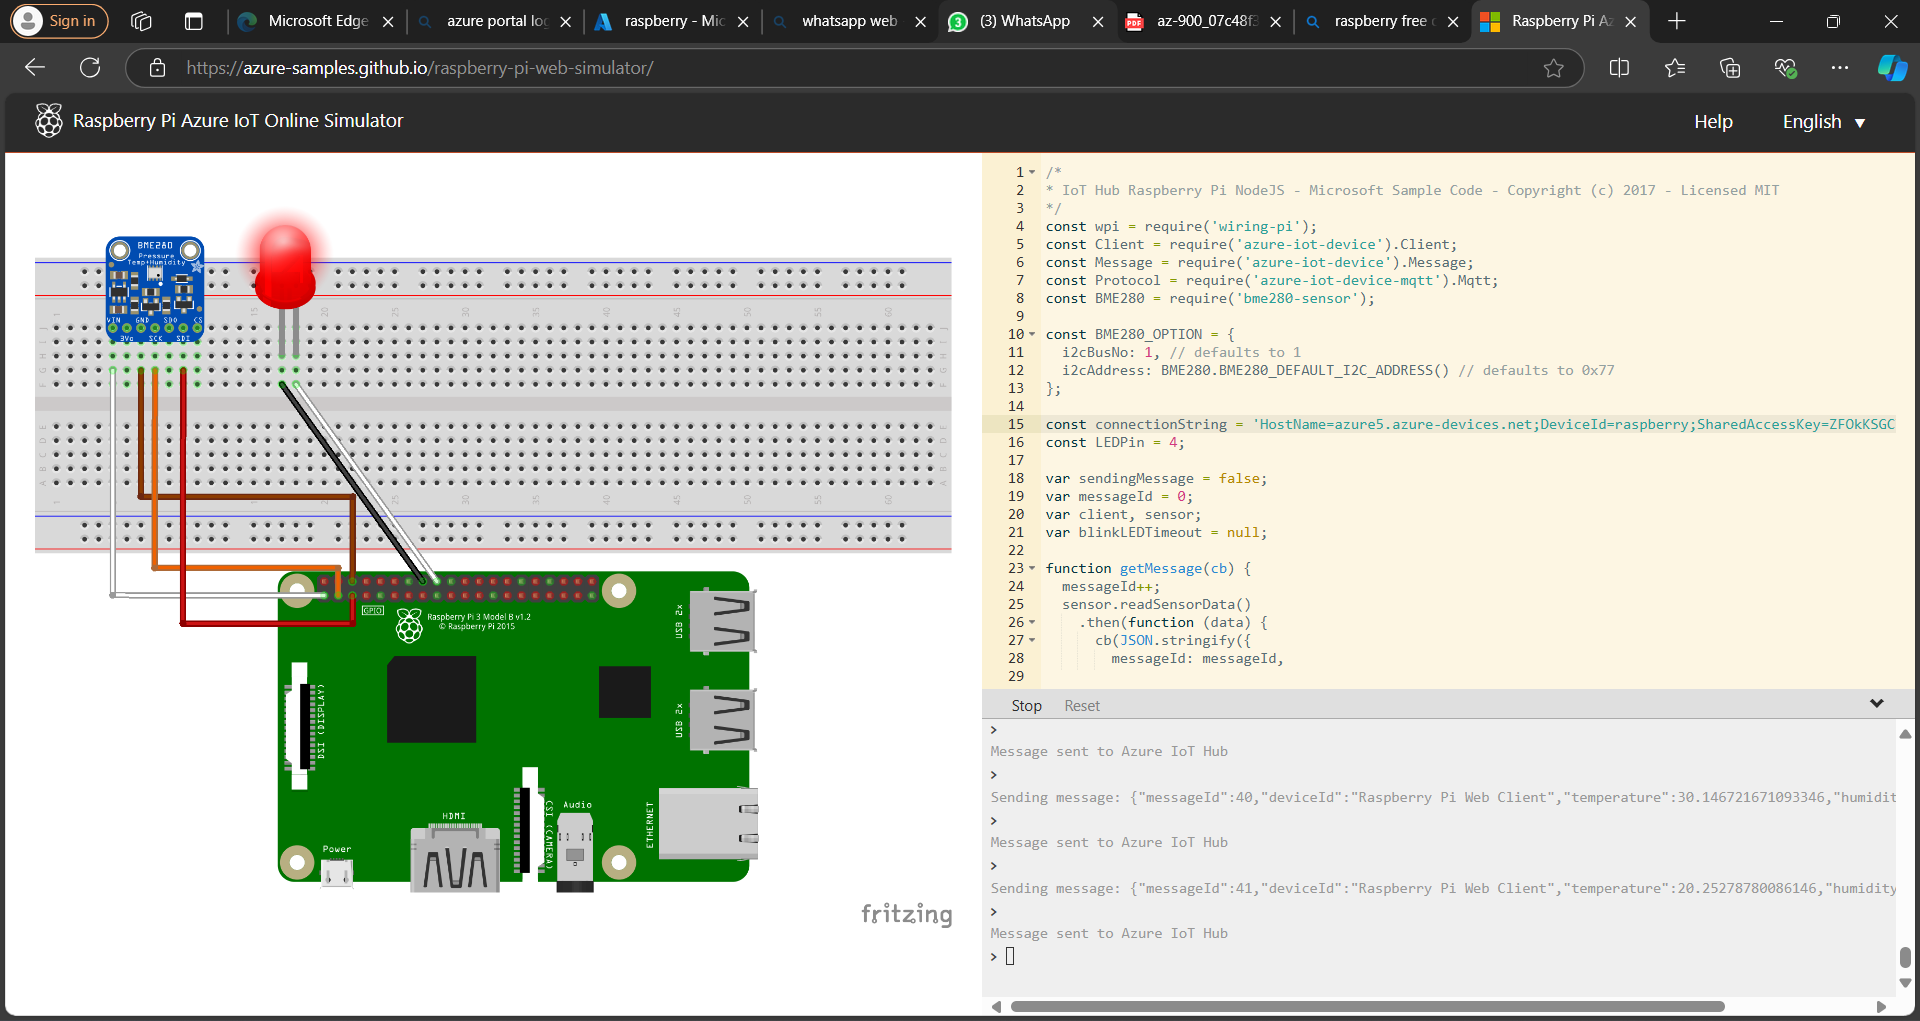 Sign in
Microsoft Edge
azure portal log
raspberry - Mic
whatsapp web
(3) WhatsApp
az-900_07c48f3
raspberry free
Raspberry Pi Az
https://azure-samples.github.io/raspberry-pi-web-simulator/
Raspberry Pi Azure IoT Online Simulator
Help
English ▼
BME280
Pressure
Temp+Humidity
VIN GND SDO CS
3Vo SCK SDI
GPIO
Raspberry Pi 3 Model B v1.2
© Raspberry Pi 2015
USB 2x
USB 2x
DSI (DISPLAY)
CSI (CAMERA)
Audio
ETHERNET
HDMI
Power
fritzing
1 /*
2 * IoT Hub Raspberry Pi NodeJS - Microsoft Sample Code - Copyright (c) 2017 - Licensed MIT
3 */
4 const wpi = require('wiring-pi');
5 const Client = require('azure-iot-device').Client;
6 const Message = require('azure-iot-device').Message;
7 const Protocol = require('azure-iot-device-mqtt').Mqtt;
8 const BME280 = require('bme280-sensor');
9
10 const BME280_OPTION = {
11 i2cBusNo: 1, // defaults to 1
12 i2cAddress: BME280.BME280_DEFAULT_I2C_ADDRESS() // defaults to 0x77
13 };
14
15 const connectionString = 'HostName=azure5.azure-devices.net;DeviceId=raspberry;SharedAccessKey=ZFOkKSGC
16 const LEDPin = 4;
17
18 var sendingMessage = false;
19 var messageId = 0;
20 var client, sensor;
21 var blinkLEDTimeout = null;
22
23 function getMessage(cb) {
24 messageId++;
25 sensor.readSensorData()
26 .then(function (data) {
27 cb(JSON.stringify({
28 messageId: messageId,
29
Stop Reset
>
Message sent to Azure IoT Hub
>
Sending message: {"messageId":40,"deviceId":"Raspberry Pi Web Client","temperature":30.146721671093346,"humidit
>
Message sent to Azure IoT Hub
>
Sending message: {"messageId":41,"deviceId":"Raspberry Pi Web Client","temperature":20.25278780086146,"humidity
>
Message sent to Azure IoT Hub
>